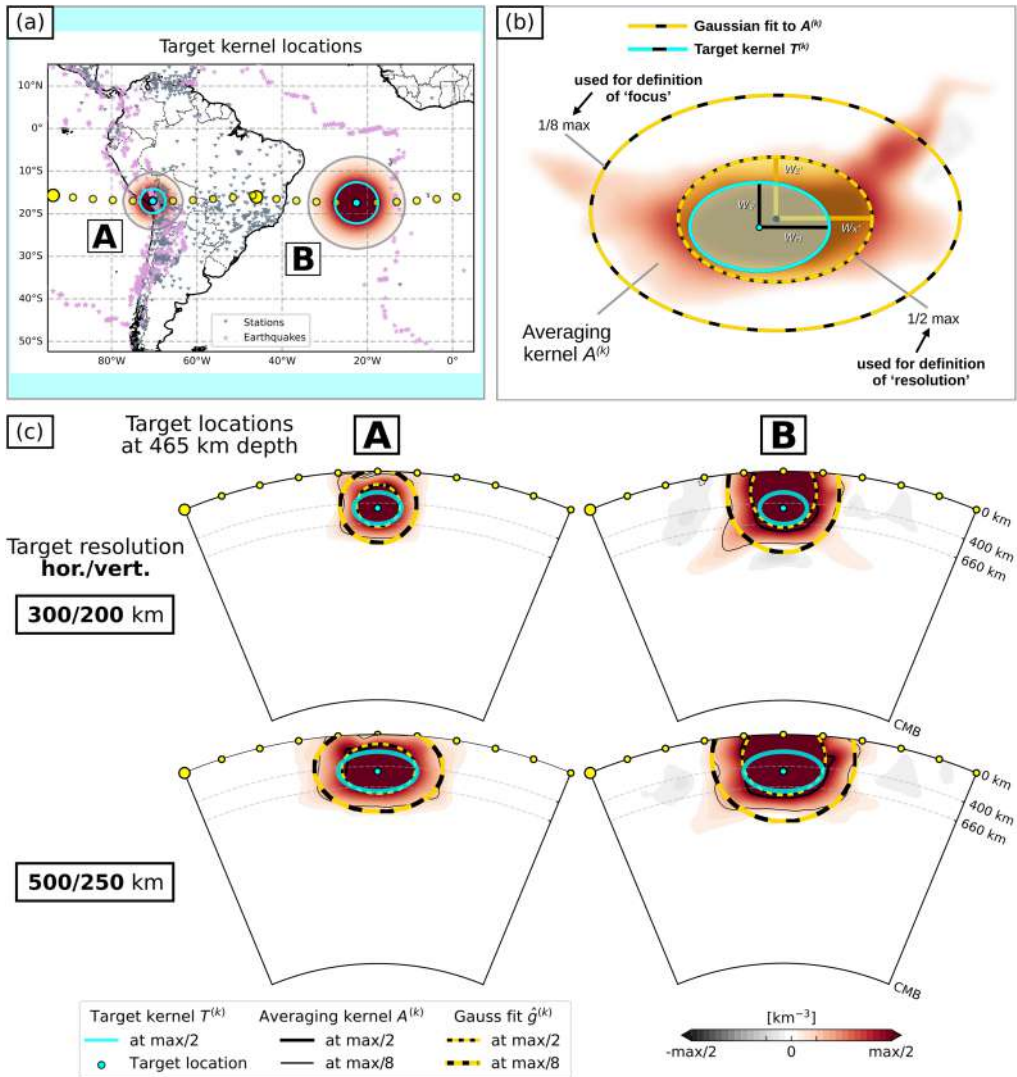 (a)
Target kernel locations
10°N
0°
10°S
20°S
30°S
40°S
50°S
80°W
60°W
40°W
20°W
0°
A
B
Stations
Earthquakes
(b)
Gaussian fit to A(k)
Target kernel T(k)
used for definition
of ‘focus’
1/8 max
Averaging
kernel A(k)
1/2 max
used for definition
of ‘resolution’
(c)
Target locations
at 465 km depth
A
B
Target resolution
hor./vert.
300/200 km
0 km
400 km
660 km
CMB
500/250 km
0 km
400 km
660 km
CMB
Target kernel T(k)
at max/2
Target location
Averaging kernel A(k)
at max/2
at max/8
Gauss fit ĝ(k)
at max/2
at max/8
[km−3]
-max/2
0
max/2